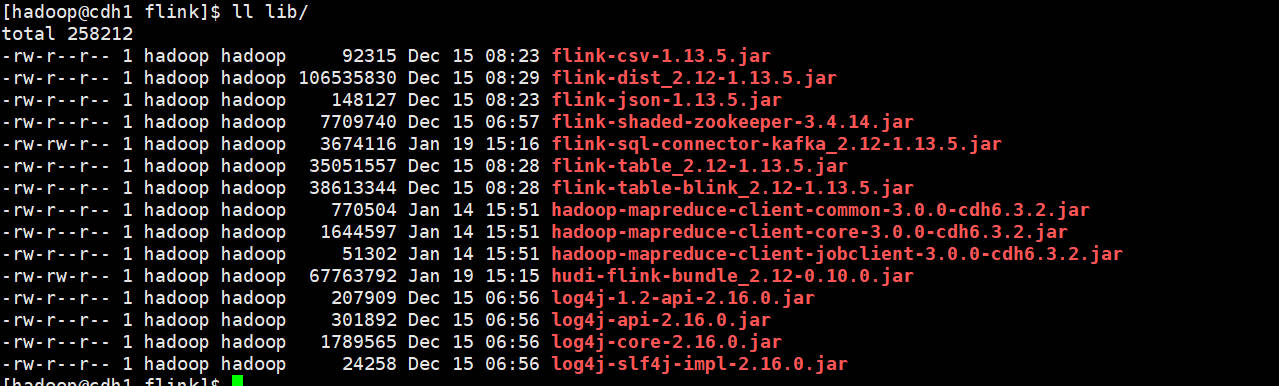 [hadoop@cdh1 flink]$ ll lib/
total 258212
-rw-r--r-- 1 hadoop hadoop     92315 Dec 15 08:23 flink-csv-1.13.5.jar
-rw-r--r-- 1 hadoop hadoop 106535830 Dec 15 08:29 flink-dist_2.12-1.13.5.jar
-rw-r--r-- 1 hadoop hadoop    148127 Dec 15 08:23 flink-json-1.13.5.jar
-rw-r--r-- 1 hadoop hadoop   7709740 Dec 15 06:57 flink-shaded-zookeeper-3.4.14.jar
-rw-rw-r-- 1 hadoop hadoop   3674116 Jan 19 15:16 flink-sql-connector-kafka_2.12-1.13.5.jar
-rw-r--r-- 1 hadoop hadoop  35051557 Dec 15 08:28 flink-table_2.12-1.13.5.jar
-rw-r--r-- 1 hadoop hadoop  38613344 Dec 15 08:28 flink-table-blink_2.12-1.13.5.jar
-rw-r--r-- 1 hadoop hadoop    770504 Jan 14 15:51 hadoop-mapreduce-client-common-3.0.0-cdh6.3.2.jar
-rw-r--r-- 1 hadoop hadoop   1644597 Jan 14 15:51 hadoop-mapreduce-client-core-3.0.0-cdh6.3.2.jar
-rw-r--r-- 1 hadoop hadoop     51302 Jan 14 15:51 hadoop-mapreduce-client-jobclient-3.0.0-cdh6.3.2.jar
-rw-rw-r-- 1 hadoop hadoop  67763792 Jan 19 15:15 hudi-flink-bundle_2.12-0.10.0.jar
-rw-r--r-- 1 hadoop hadoop    207909 Dec 15 06:56 log4j-1.2-api-2.16.0.jar
-rw-r--r-- 1 hadoop hadoop    301892 Dec 15 06:56 log4j-api-2.16.0.jar
-rw-r--r-- 1 hadoop hadoop   1789565 Dec 15 06:56 log4j-core-2.16.0.jar
-rw-r--r-- 1 hadoop hadoop     24258 Dec 15 06:56 log4j-slf4j-impl-2.16.0.jar
[hadoop@cdh1 flink]$